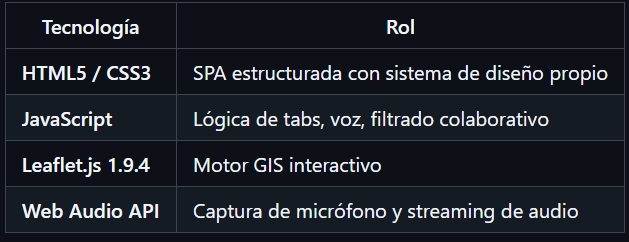 Tecnología Rol
HTML5 / CSS3 SPA estructurada con sistema de diseño propio
JavaScript Lógica de tabs, voz, filtrado colaborativo
Leaflet.js 1.9.4 Motor GIS interactivo
Web Audio API Captura de micrófono y streaming de audio